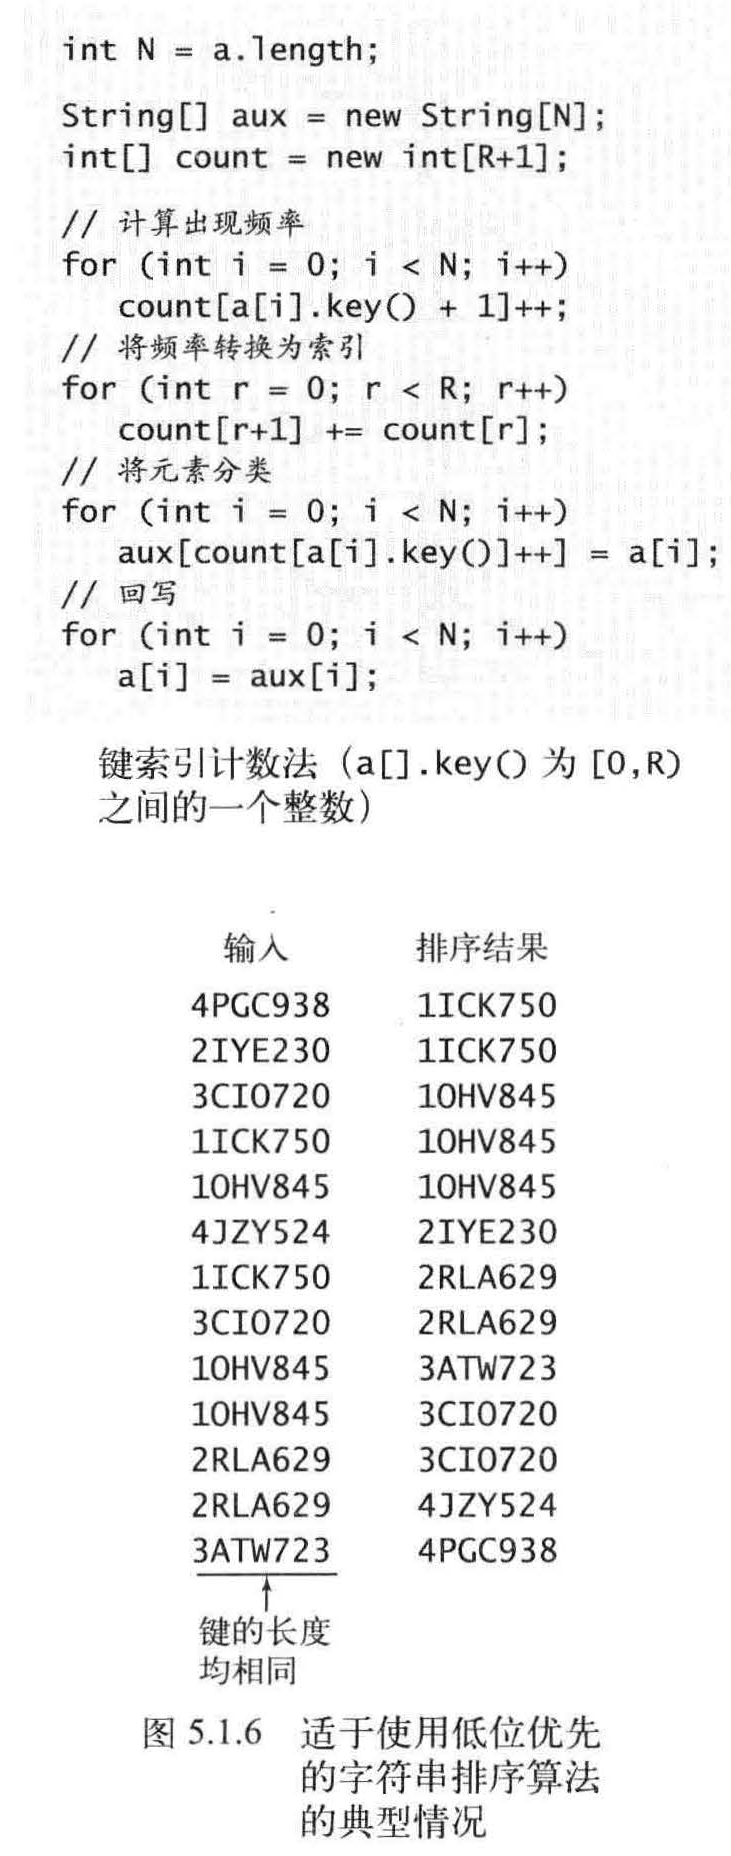 int N = a.length;
String[] aux = new String[N];
int[] count = new int[R+1];
// 计算出现频率
for (int i = 0; i < N; i++)
count[a[i].key() + 1]++;
// 将频率转换为索引
for (int r = 0; r < R; r++)
count[r+1] += count[r];
// 将元素分类
for (int i = 0; i < N; i++)
aux[count[a[i].key()]++] = a[i];
// 回写
for (int i = 0; i < N; i++)
a[i] = aux[i];
键索引计数法（a[].key() 为 [0,R)
之间的一个整数）
输入 排序结果
4PGC938 1ICK750
2IYE230 1ICK750
3CIO720 1OHV845
1ICK750 1OHV845
1OHV845 1OHV845
4JZY524 2IYE230
1ICK750 2RLA629
3CIO720 2RLA629
1OHV845 3ATW723
1OHV845 3CIO720
2RLA629 3CIO720
2RLA629 4JZY524
3ATW723 4PGC938
键的长度
均相同
图 5.1.6 适于使用低位优先
的字符串排序算法
的典型情况